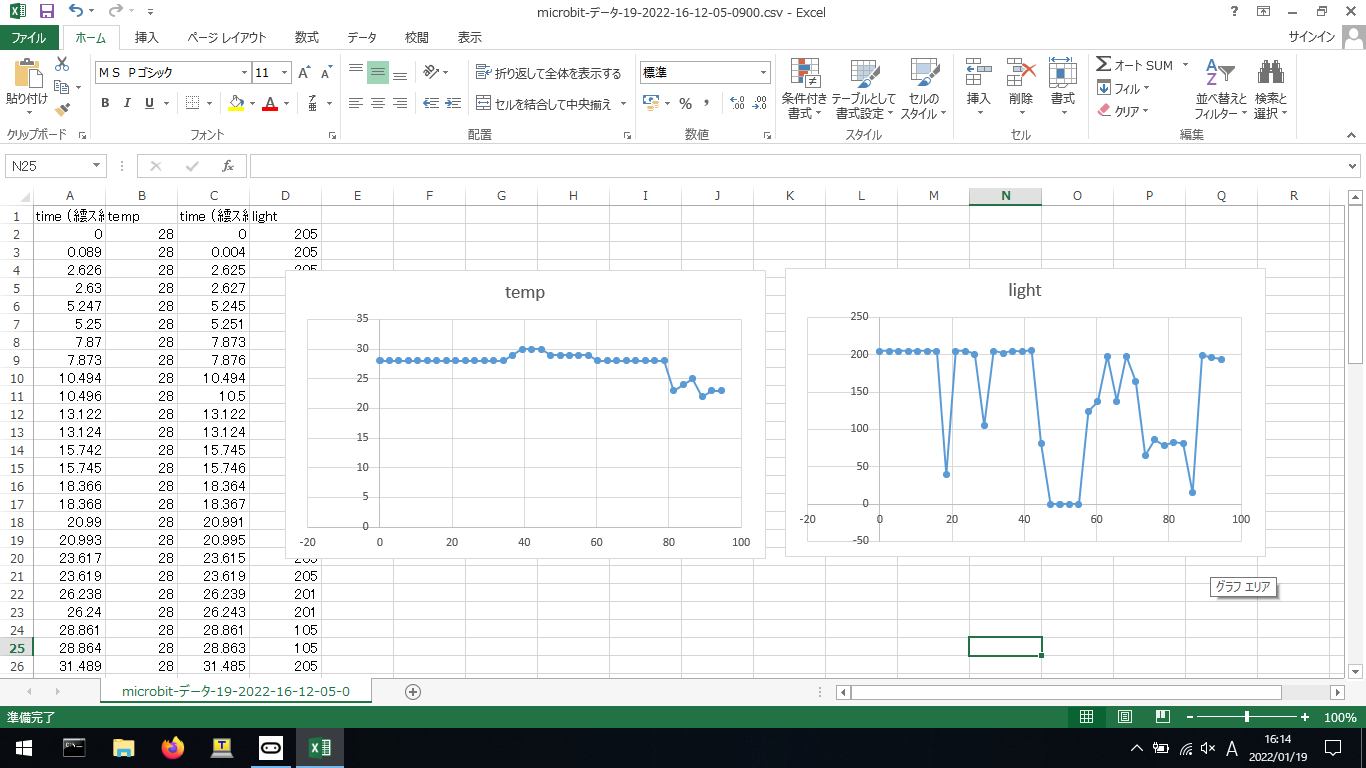 microbit-データ-19-2022-16-12-05-0900.csv - Excel
?
サインイン
ファイル ホーム 挿入 ページ レイアウト 数式 データ 校閲 表示
貼り付け
ＭＳ Ｐゴシック 11
B I U
折り返して全体を表示する
セルを結合して中央揃え
標準
% ,
条件付き書式
テーブルとして書式設定
セルのスタイル
挿入 削除 書式
オート SUM
フィル
クリア
並べ替えとフィルター
検索と選択
クリップボード フォント 配置 数値 スタイル セル 編集
N25 fx
A B C D E F G H I J K L M N O P Q R
1 temp light
2 0 28 0 205
3 0.089 28 0.004 205
4 2.626 28 2.625 205
5 2.63 28 2.627
6 5.247 28 5.245
7 5.25 28 5.251
8 7.87 28 7.873
9 7.873 28 7.876
10 10.494 28 10.494
11 10.496 28 10.5
12 13.122 28 13.122
13 13.124 28 13.124
14 15.742 28 15.745
15 15.745 28 15.746
16 18.366 28 18.364
17 18.368 28 18.367
18 20.99 28 20.991
19 20.993 28 20.995
20 23.617 28 23.615
21 23.619 28 23.619 205
22 26.238 28 26.239 201
23 26.24 28 26.243 201
24 28.861 28 28.861 105
25 28.864 28 28.863 105
26 31.489 28 31.485 205
temp
35
30
25
20
15
10
5
0
-20 0 20 40 60 80 100
light
250
200
150
100
50
0
-20 0 20 40 60 80 100
-50
グラフ エリア
microbit-データ-19-2022-16-12-05-0
準備完了
100%
A
16:14
2022/01/19